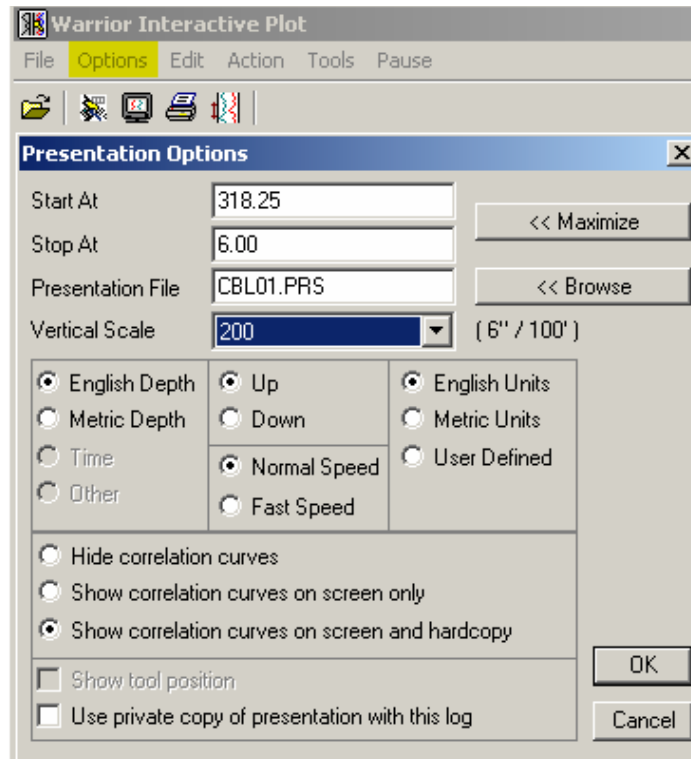 Warrior Interactive Plot
File Options Edit Action Tools Pause
Presentation Options
Start At 318.25
<< Maximize
Stop At 6.00
Presentation File CBL01.PRS << Browse
Vertical Scale 200 ( 6" / 100' )
English Depth Up English Units
Metric Depth Down Metric Units
Time Normal Speed User Defined
Other Fast Speed
Hide correlation curves
Show correlation curves on screen only
Show correlation curves on screen and hardcopy
Show tool position
Use private copy of presentation with this log
OK
Cancel